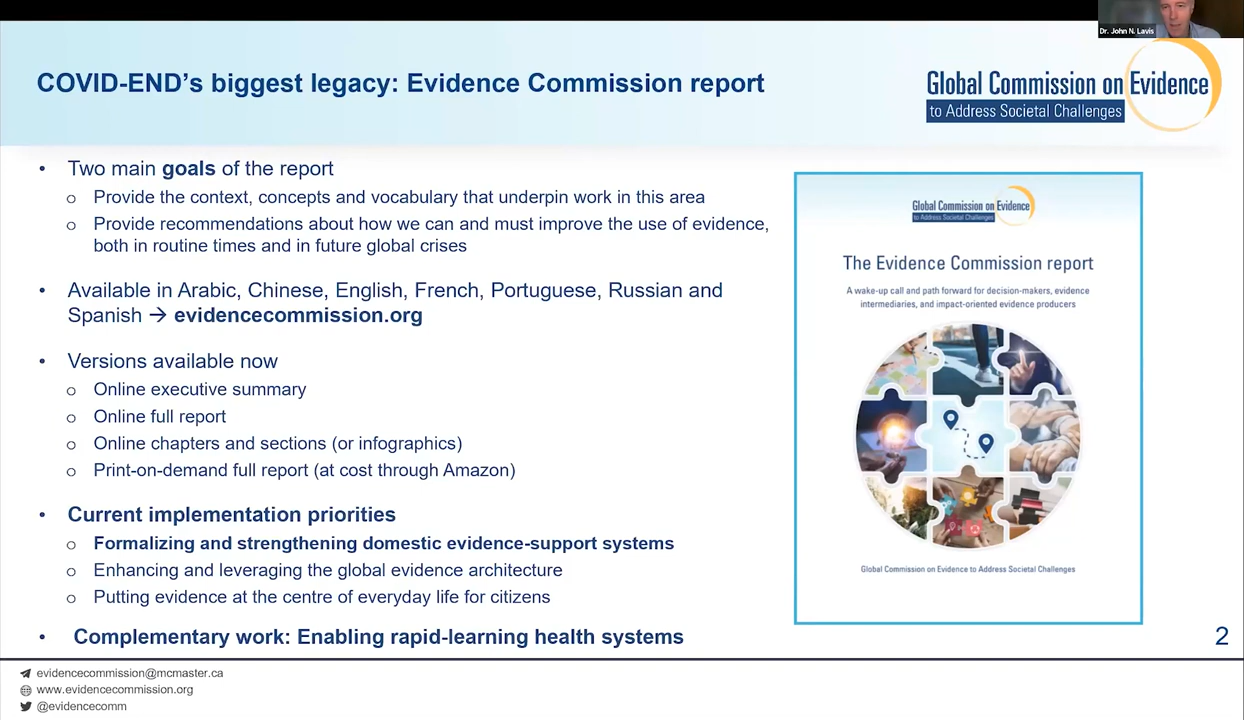 Dr. John N. Lavis
COVID-END's biggest legacy: Evidence Commission report
Global Commission on Evidence
to Address Societal Challenges
• Two main goals of the report
o Provide the context, concepts and vocabulary that underpin work in this area
o Provide recommendations about how we can and must improve the use of evidence,
both in routine times and in future global crises
• Available in Arabic, Chinese, English, French, Portuguese, Russian and
Spanish → evidencecommission.org
• Versions available now
o Online executive summary
o Online full report
o Online chapters and sections (or infographics)
o Print-on-demand full report (at cost through Amazon)
• Current implementation priorities
o Formalizing and strengthening domestic evidence-support systems
o Enhancing and leveraging the global evidence architecture
o Putting evidence at the centre of everyday life for citizens
• Complementary work: Enabling rapid-learning health systems
Global Commission on Evidence
to Address Societal Challenges
The Evidence Commission report
A wake-up call and path forward for decision-makers, evidence
intermediaries, and impact-oriented evidence producers
Global Commission on Evidence to Address Societal Challenges
2
evidencecommission@mcmaster.ca
www.evidencecommission.org
@evidencecomm